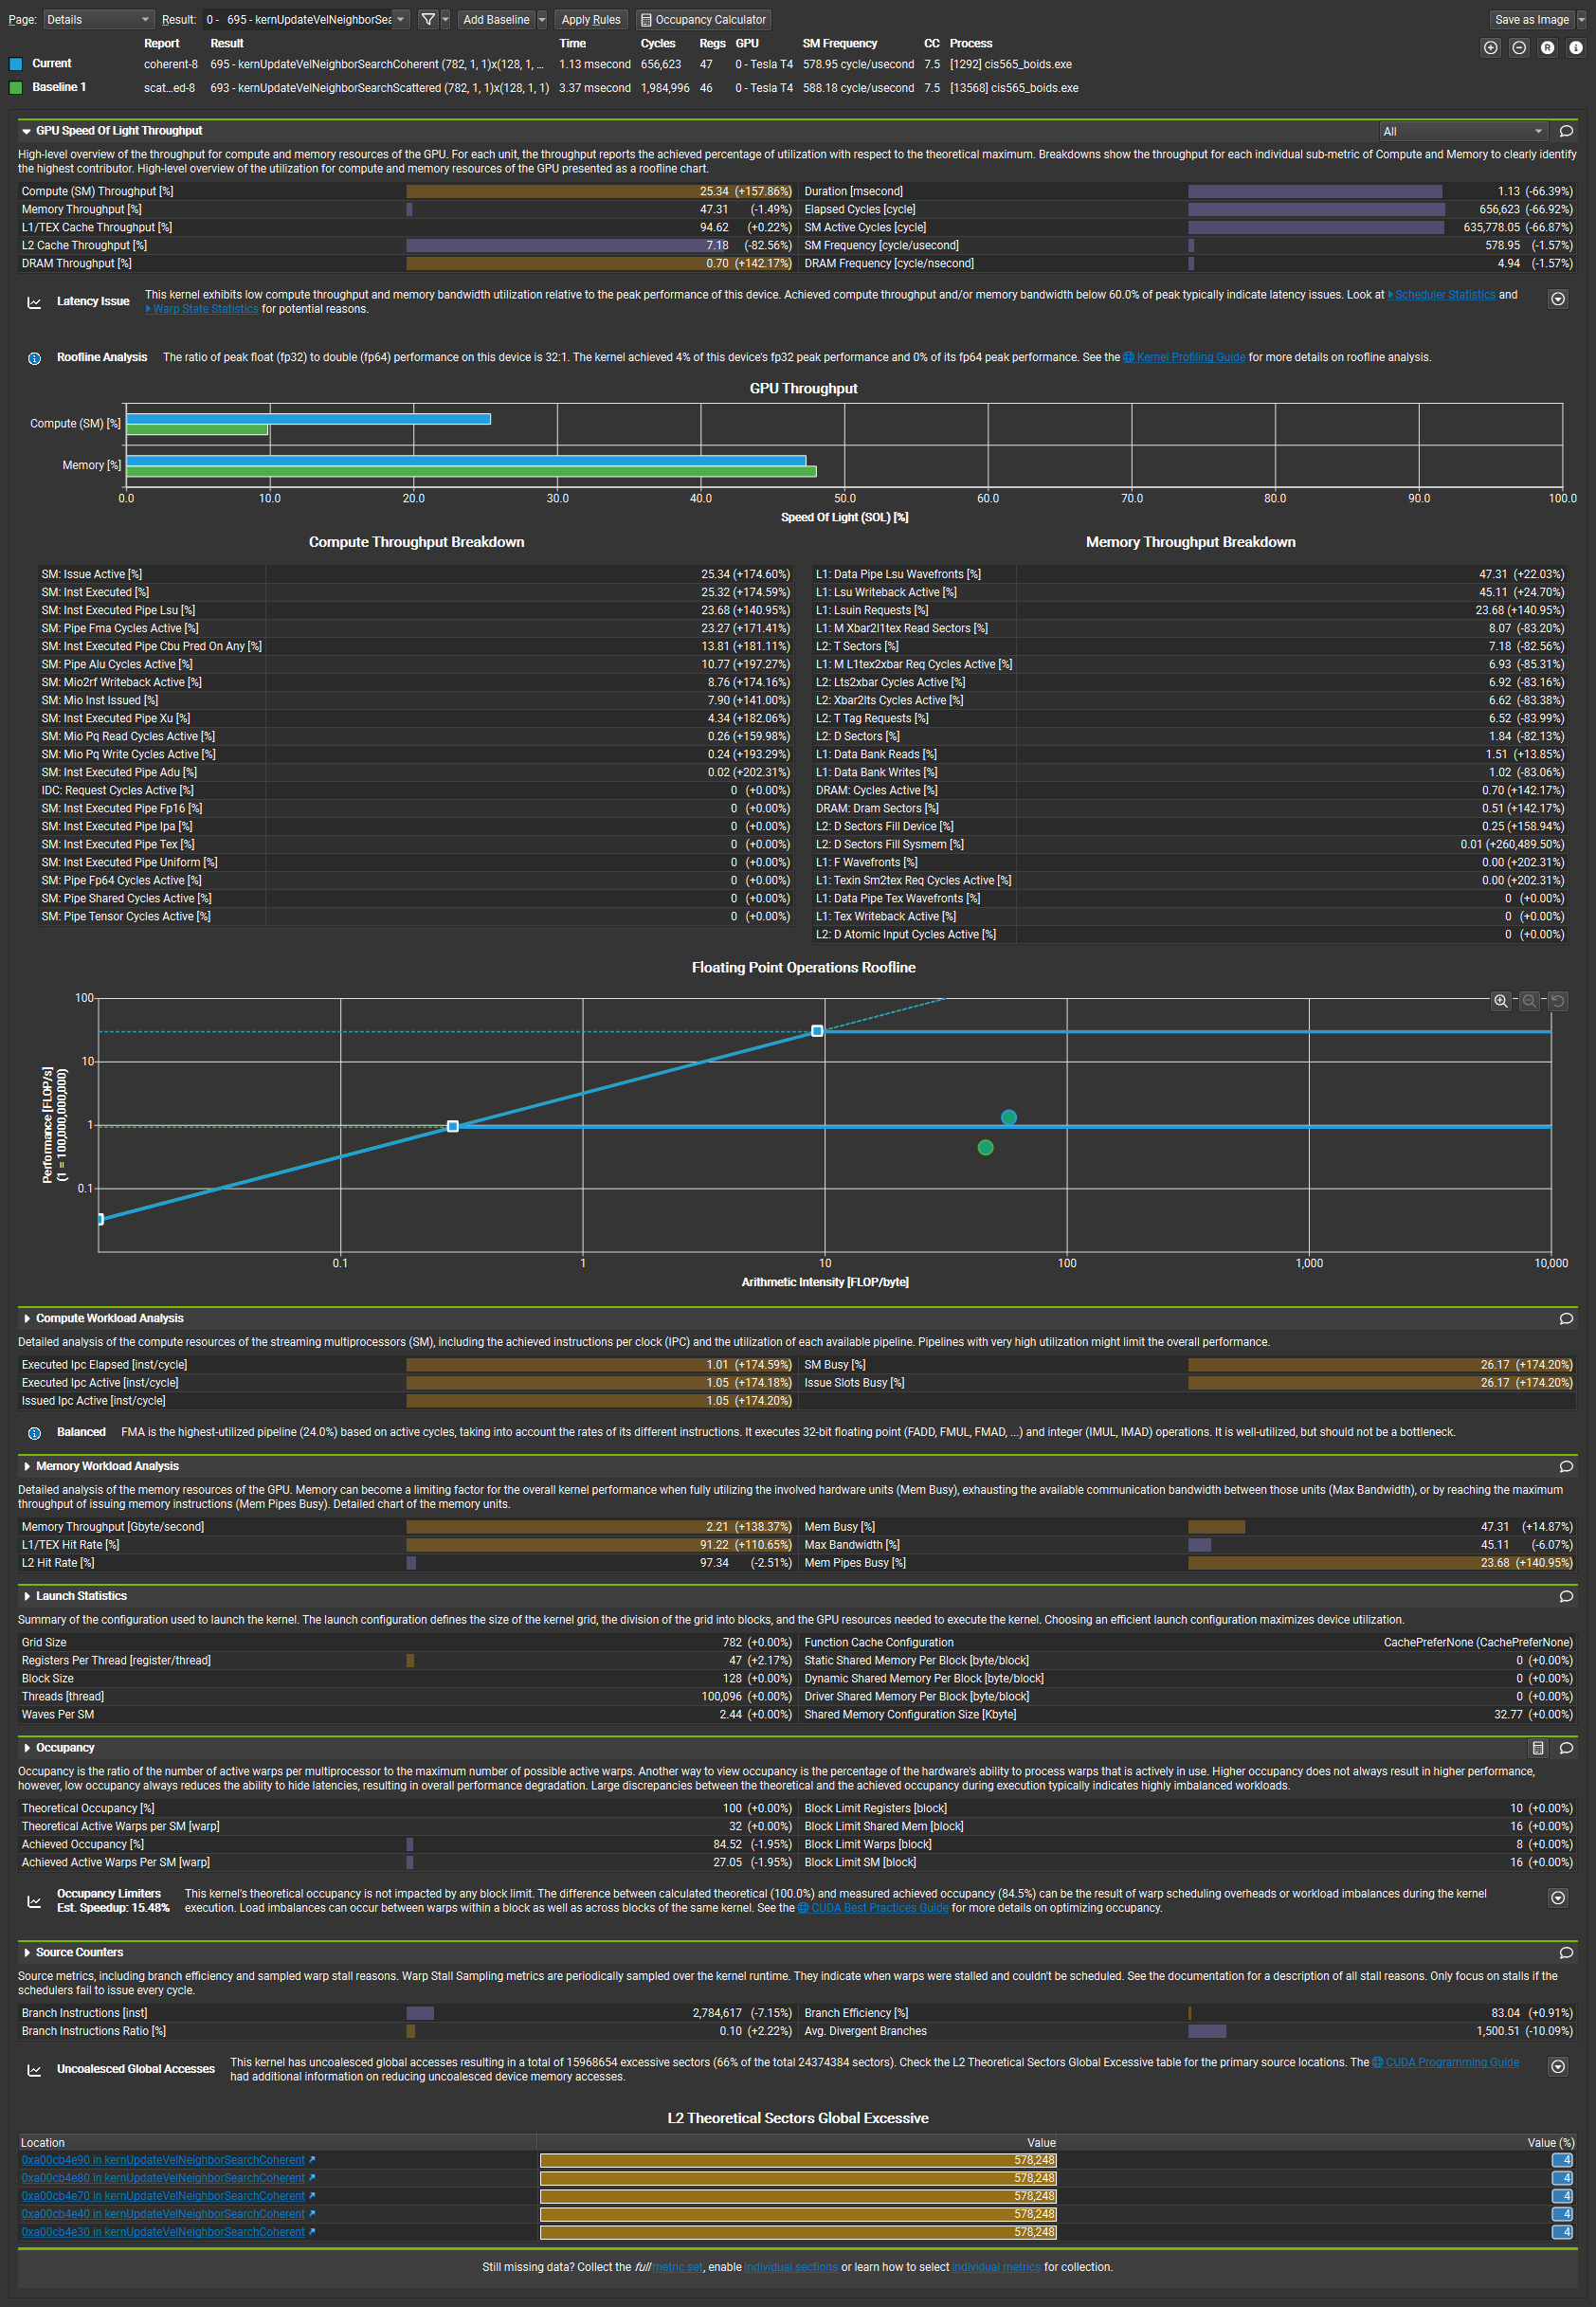 Page: Details Result: 0 - 695 - kernUpdateVelNeighborSea Add Baseline Apply Rules Occupancy Calculator Save as Image
Report Result Time Cycles Regs GPU SM Frequency CC Process
Current coherent-8 695 - kernUpdateVelNeighborSearchCoherent (782, 1, 1)x(128, 1, ... 1.13 msecond 656,623 47 0 - Tesla T4 578.95 cycle/usecond 7.5 [1292] cis565_boids.exe
Baseline 1 scat...ed-8 693 - kernUpdateVelNeighborSearchScattered (782, 1, 1)x(128, 1, 1) 3.37 msecond 1,984,996 46 0 - Tesla T4 588.18 cycle/usecond 7.5 [13568] cis565_boids.exe
GPU Speed Of Light Throughput All
High-level overview of the throughput for compute and memory resources of the GPU. For each unit, the throughput reports the achieved percentage of utilization with respect to the theoretical maximum. Breakdowns show the throughput for each individual sub-metric of Compute and Memory to clearly identify
the highest contributor. High-level overview of the utilization for compute and memory resources of the GPU presented as a roofline chart.
Compute (SM) Throughput [%] 25.34 (+157.86%) Duration [msecond] 1.13 (-66.39%)
Memory Throughput [%] 47.31 (-1.49%) Elapsed Cycles [cycle] 656,623 (-66.92%)
L1/TEX Cache Throughput [%] 94.62 (+0.22%) SM Active Cycles [cycle] 635,778.05 (-66.87%)
L2 Cache Throughput [%] 7.18 (-82.56%) SM Frequency [cycle/usecond] 578.95 (-1.57%)
DRAM Throughput [%] 0.70 (+142.17%) DRAM Frequency [cycle/nsecond] 4.94 (-1.57%)
Latency Issue This kernel exhibits low compute throughput and memory bandwidth utilization relative to the peak performance of this device. Achieved compute throughput and/or memory bandwidth below 60.0% of peak typically indicate latency issues. Look at Scheduler Statistics and
Warp State Statistics for potential reasons.
Roofline Analysis The ratio of peak float (fp32) to double (fp64) performance on this device is 32:1. The kernel achieved 4% of this device's fp32 peak performance and 0% of its fp64 peak performance. See the Kernel Profiling Guide for more details on roofline analysis.
GPU Throughput
Compute (SM) [%]
Memory [%]
0.0 10.0 20.0 30.0 40.0 50.0 60.0 70.0 80.0 90.0 100.0
Speed Of Light (SOL) [%]
Compute Throughput Breakdown Memory Throughput Breakdown
SM: Issue Active [%] 25.34 (+174.60%) L1: Data Pipe Lsu Wavefronts [%] 47.31 (+22.03%)
SM: Inst Executed [%] 25.32 (+174.59%) L1: Lsu Writeback Active [%] 45.11 (+24.70%)
SM: Inst Executed Pipe Lsu [%] 23.68 (+140.95%) L1: Lsuin Requests [%] 23.68 (+140.95%)
SM: Pipe Fma Cycles Active [%] 23.27 (+171.41%) L1: M Xbar2l1tex Read Sectors [%] 8.07 (-83.20%)
SM: Inst Executed Pipe Cbu Pred On Any [%] 13.81 (+181.11%) L2: T Sectors [%] 7.18 (-82.56%)
SM: Pipe Alu Cycles Active [%] 10.77 (+197.27%) L1: M L1tex2xbar Req Cycles Active [%] 6.93 (-85.31%)
SM: Mio2rf Writeback Active [%] 8.76 (+174.16%) L2: Lts2xbar Cycles Active [%] 6.92 (-83.16%)
SM: Mio Inst Issued [%] 7.90 (+141.00%) L2: Xbar2lts Cycles Active [%] 6.62 (-83.38%)
SM: Inst Executed Pipe Xu [%] 4.34 (+182.06%) L2: T Tag Requests [%] 6.52 (-83.99%)
SM: Mio Pq Read Cycles Active [%] 0.26 (+159.98%) L2: D Sectors [%] 1.84 (-82.13%)
SM: Mio Pq Write Cycles Active [%] 0.24 (+193.29%) L1: Data Bank Reads [%] 1.51 (+13.85%)
SM: Inst Executed Pipe Adu [%] 0.02 (+202.31%) L1: Data Bank Writes [%] 1.02 (-83.06%)
IDC: Request Cycles Active [%] 0 (+0.00%) DRAM: Cycles Active [%] 0.70 (+142.17%)
SM: Inst Executed Pipe Fp16 [%] 0 (+0.00%) DRAM: Dram Sectors [%] 0.51 (+142.17%)
SM: Inst Executed Pipe Ipa [%] 0 (+0.00%) L2: D Sectors Fill Device [%] 0.25 (+158.94%)
SM: Inst Executed Pipe Tex [%] 0 (+0.00%) L2: D Sectors Fill Sysmem [%] 0.01 (+260,489.50%)
SM: Inst Executed Pipe Uniform [%] 0 (+0.00%) L1: F Wavefronts [%] 0.00 (+202.31%)
SM: Pipe Fp64 Cycles Active [%] 0 (+0.00%) L1: Texin Sm2tex Req Cycles Active [%] 0.00 (+202.31%)
SM: Pipe Shared Cycles Active [%] 0 (+0.00%) L1: Data Pipe Tex Wavefronts [%] 0 (+0.00%)
SM: Pipe Tensor Cycles Active [%] 0 (+0.00%) L1: Tex Writeback Active [%] 0 (+0.00%)
L2: D Atomic Input Cycles Active [%] 0 (+0.00%)
Floating Point Operations Roofline
100
10
1
0.1
Performance [FLOP/s]
(1 = 100,000,000,000)
0.1 1 10 100 1,000 10,000
Arithmetic Intensity [FLOP/byte]
Compute Workload Analysis
Detailed analysis of the compute resources of the streaming multiprocessors (SM), including the achieved instructions per clock (IPC) and the utilization of each available pipeline. Pipelines with very high utilization might limit the overall performance.
Executed Ipc Elapsed [inst/cycle] 1.01 (+174.59%) SM Busy [%] 26.17 (+174.20%)
Executed Ipc Active [inst/cycle] 1.05 (+174.18%) Issue Slots Busy [%] 26.17 (+174.20%)
Issued Ipc Active [inst/cycle] 1.05 (+174.20%)
Balanced FMA is the highest-utilized pipeline (24.0%) based on active cycles, taking into account the rates of its different instructions. It executes 32-bit floating point (FADD, FMUL, FMAD, ...) and integer (IMUL, IMAD) operations. It is well-utilized, but should not be a bottleneck.
Memory Workload Analysis
Detailed analysis of the memory resources of the GPU. Memory can become a limiting factor for the overall kernel performance when fully utilizing the involved hardware units (Mem Busy), exhausting the available communication bandwidth between those units (Max Bandwidth), or by reaching the maximum
throughput of issuing memory instructions (Mem Pipes Busy). Detailed chart of the memory units.
Memory Throughput [Gbyte/second] 2.21 (+138.37%) Mem Busy [%] 47.31 (+14.87%)
L1/TEX Hit Rate [%] 91.22 (+110.65%) Max Bandwidth [%] 45.11 (-6.07%)
L2 Hit Rate [%] 97.34 (-2.51%) Mem Pipes Busy [%] 23.68 (+140.95%)
Launch Statistics
Summary of the configuration used to launch the kernel. The launch configuration defines the size of the kernel grid, the division of the grid into blocks, and the GPU resources needed to execute the kernel. Choosing an efficient launch configuration maximizes device utilization.
Grid Size 782 (+0.00%) Function Cache Configuration CachePreferNone (CachePreferNone)
Registers Per Thread [register/thread] 47 (+2.17%) Static Shared Memory Per Block [byte/block] 0 (+0.00%)
Block Size 128 (+0.00%) Dynamic Shared Memory Per Block [byte/block] 0 (+0.00%)
Threads [thread] 100,096 (+0.00%) Driver Shared Memory Per Block [byte/block] 0 (+0.00%)
Waves Per SM 2.44 (+0.00%) Shared Memory Configuration Size [Kbyte] 32.77 (+0.00%)
Occupancy
Occupancy is the ratio of the number of active warps per multiprocessor to the maximum number of possible active warps. Another way to view occupancy is the percentage of the hardware's ability to process warps that is actively in use. Higher occupancy does not always result in higher performance,
however, low occupancy always reduces the ability to hide latencies, resulting in overall performance degradation. Large discrepancies between the theoretical and the achieved occupancy during execution typically indicates highly imbalanced workloads.
Theoretical Occupancy [%] 100 (+0.00%) Block Limit Registers [block] 10 (+0.00%)
Theoretical Active Warps per SM [warp] 32 (+0.00%) Block Limit Shared Mem [block] 16 (+0.00%)
Achieved Occupancy [%] 84.52 (-1.95%) Block Limit Warps [block] 8 (+0.00%)
Achieved Active Warps Per SM [warp] 27.05 (-1.95%) Block Limit SM [block] 16 (+0.00%)
Occupancy Limiters This kernel's theoretical occupancy is not impacted by any block limit. The difference between calculated theoretical (100.0%) and measured achieved occupancy (84.5%) can be the result of warp scheduling overheads or workload imbalances during the kernel
Est. Speedup: 15.48% execution. Load imbalances can occur between warps within a block as well as across blocks of the same kernel. See the CUDA Best Practices Guide for more details on optimizing occupancy.
Source Counters
Source metrics, including branch efficiency and sampled warp stall reasons. Warp Stall Sampling metrics are periodically sampled over the kernel runtime. They indicate when warps were stalled and couldn't be scheduled. See the documentation for a description of all stall reasons. Only focus on stalls if the
schedulers fail to issue every cycle.
Branch Instructions [inst] 2,784,617 (-7.15%) Branch Efficiency [%] 83.04 (+0.91%)
Branch Instructions Ratio [%] 0.10 (+2.22%) Avg. Divergent Branches 1,500.51 (-10.09%)
Uncoalesced Global Accesses This kernel has uncoalesced global accesses resulting in a total of 15968654 excessive sectors (66% of the total 24374384 sectors). Check the L2 Theoretical Sectors Global Excessive table for the primary source locations. The CUDA Programming Guide
had additional information on reducing uncoalesced device memory accesses.
L2 Theoretical Sectors Global Excessive
Location Value Value (%)
0xa00cb4e90 in kernUpdateVelNeighborSearchCoherent 578,248 4
0xa00cb4e80 in kernUpdateVelNeighborSearchCoherent 578,248 4
0xa00cb4e70 in kernUpdateVelNeighborSearchCoherent 578,248 4
0xa00cb4e40 in kernUpdateVelNeighborSearchCoherent 578,248 4
0xa00cb4e30 in kernUpdateVelNeighborSearchCoherent 578,248 4
Still missing data? Collect the full metric set, enable individual sections or learn how to select individual metrics for collection.